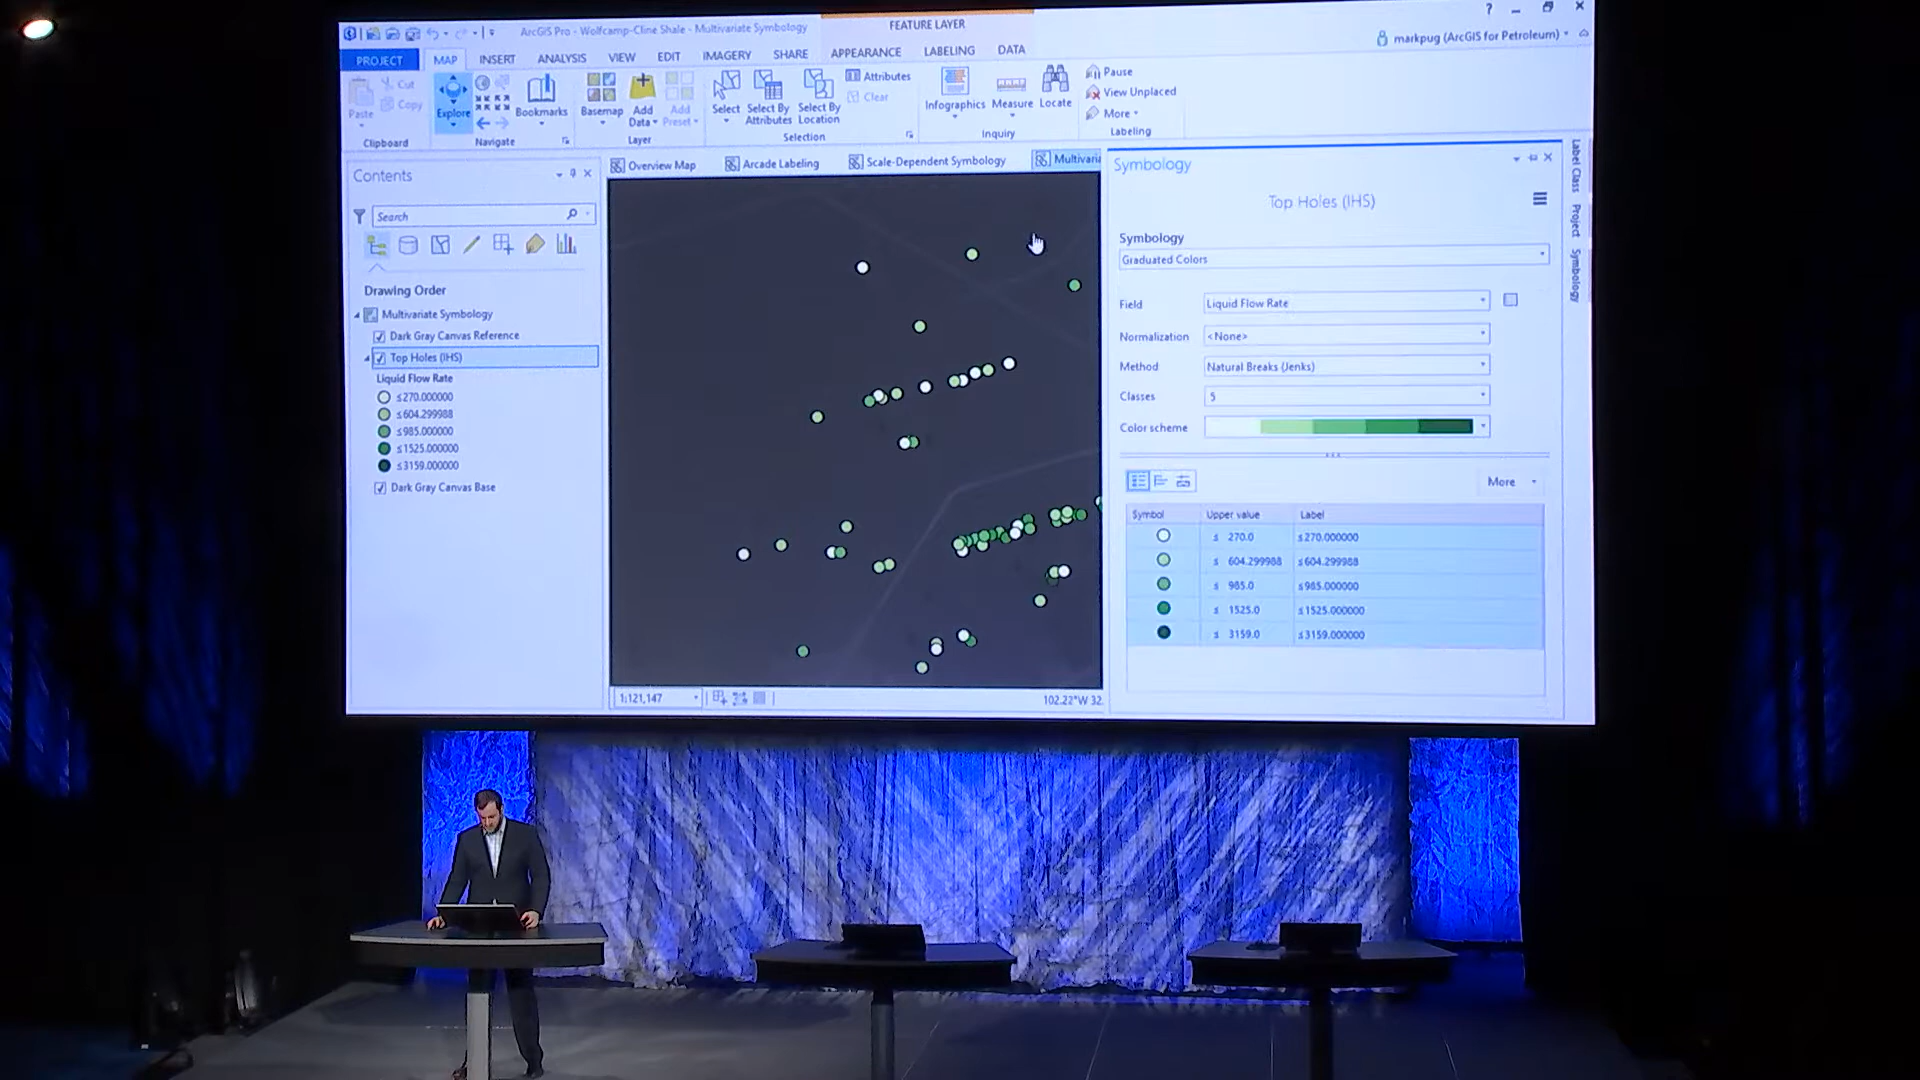 ArcGIS Pro - Wolfcamp-Cline Shale - Multivariate Symbology
FEATURE LAYER
?
markpug (ArcGIS for Petroleum)
PROJECT MAP INSERT ANALYSIS VIEW EDIT IMAGERY SHARE APPEARANCE LABELING DATA
Paste
Cut
Copy
Clipboard
Explore
Bookmarks
Navigate
Basemap
Add Data
Add Preset
Layer
Select
Select By Attributes
Select By Location
Attributes
Clear
Selection
Infographics
Measure
Locate
Inquiry
Pause
View Unplaced
More
Labeling
Contents
Search
Drawing Order
Multivariate Symbology
Dark Gray Canvas Reference
Top Holes (IHS)
Liquid Flow Rate
≤270.000000
≤604.299988
≤985.000000
≤1525.000000
≤3159.000000
Dark Gray Canvas Base
Overview Map
Arcade Labeling
Scale-Dependent Symbology
Multivaria
1:121,147
102.22°W 32.
Symbology
Top Holes (IHS)
Symbology
Graduated Colors
Field Liquid Flow Rate
Normalization <None>
Method Natural Breaks (Jenks)
Classes 5
Color scheme
More
Symbol Upper value Label
≤ 270.0 ≤270.000000
≤ 604.299988 ≤604.299988
≤ 985.0 ≤985.000000
≤ 1525.0 ≤1525.000000
≤ 3159.0 ≤3159.000000
Label Class
Project
Symbology